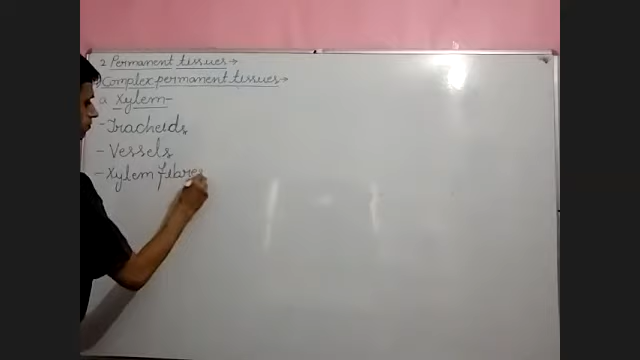 2 Permanent tissues→
Complex permanent tissues→
a Xylem-
- Tracheids
- Vessels
- Xylem fibres